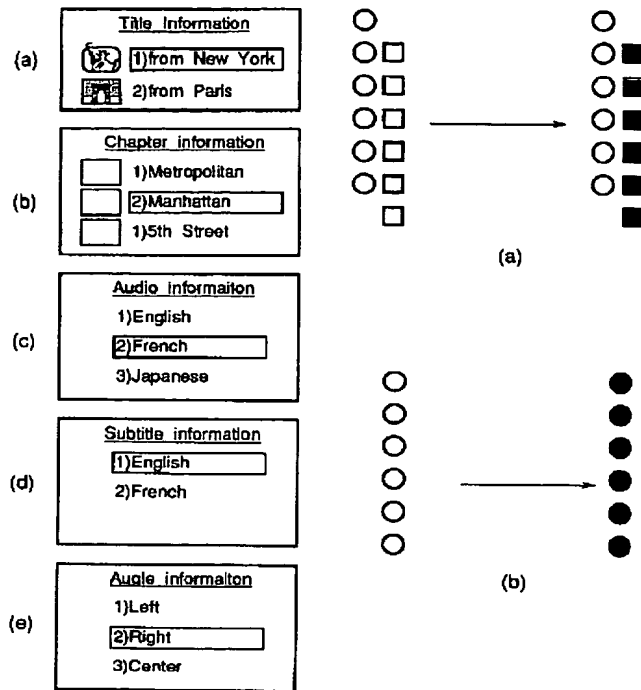 Title Information
(a)
1)from New York
2)from Paris
Chapter information
1)Metropolitan
(b)
2)Manhattan
1)5th Street
Audio Informaiton
1)English
(c)
2)French
3)Japanese
Subtitle information
1)English
(d)
2)French
Augle informaiton
1)Left
(e)
2)Right
3)Center
(a)
(b)